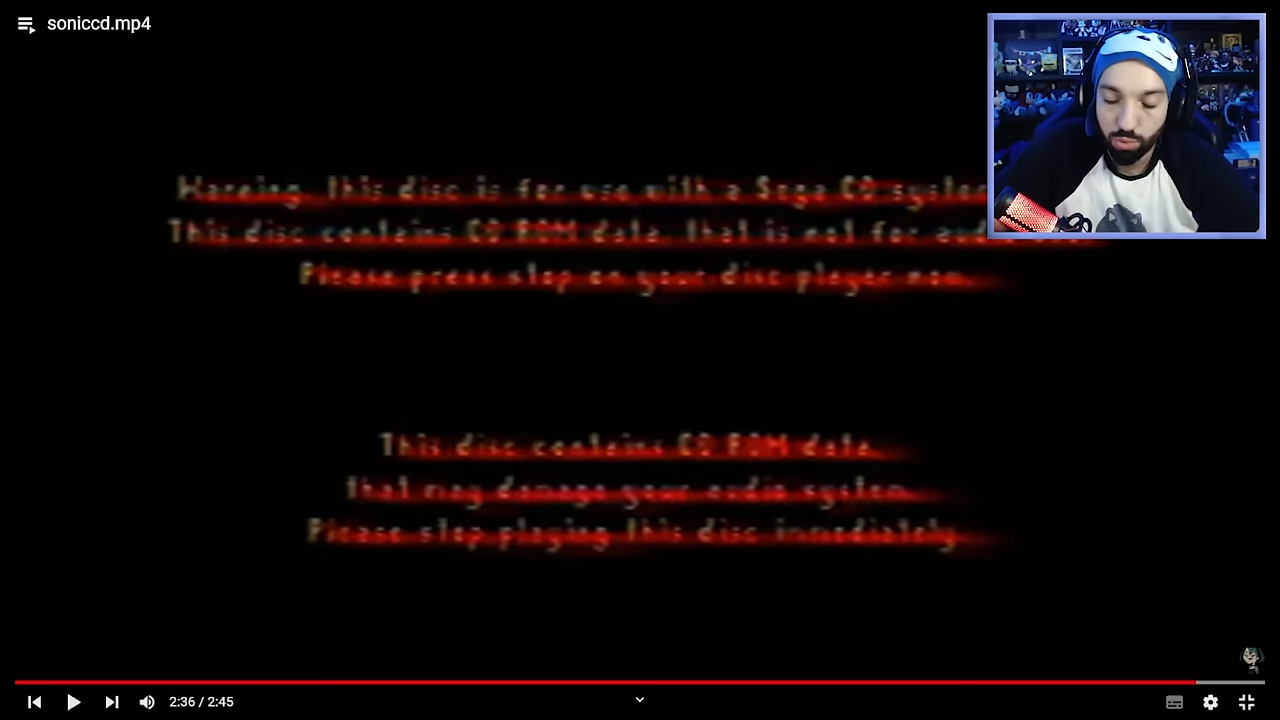 soniccd.mp4
Warning, this disc is for use with a Sega CD system
This disc contains CD ROM data, that is not for audio
Please press stop on your disc player now.
This disc contains CD ROM data,
that may damage your audio system.
Please stop playing this disc immediately.
2:36 / 2:45